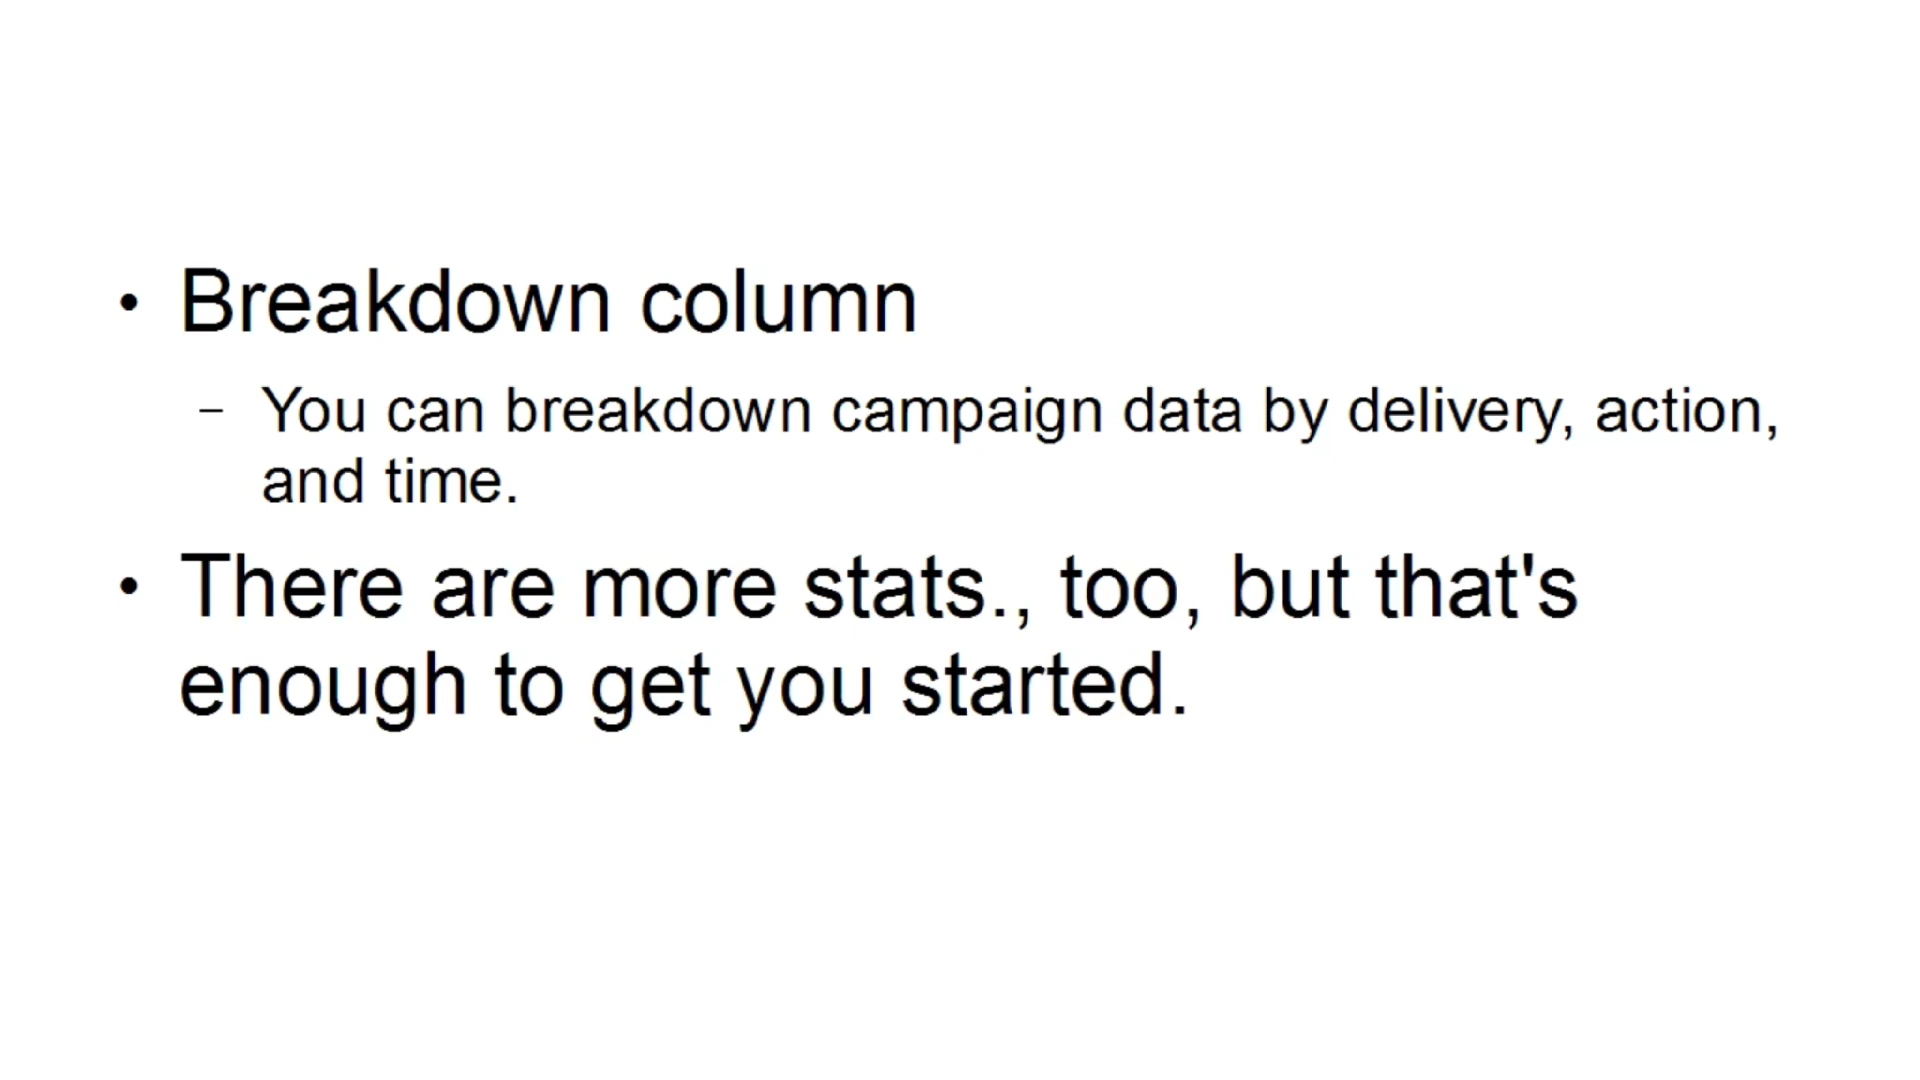 • Breakdown column
– You can breakdown campaign data by delivery, action,
and time.
• There are more stats., too, but that's
enough to get you started.